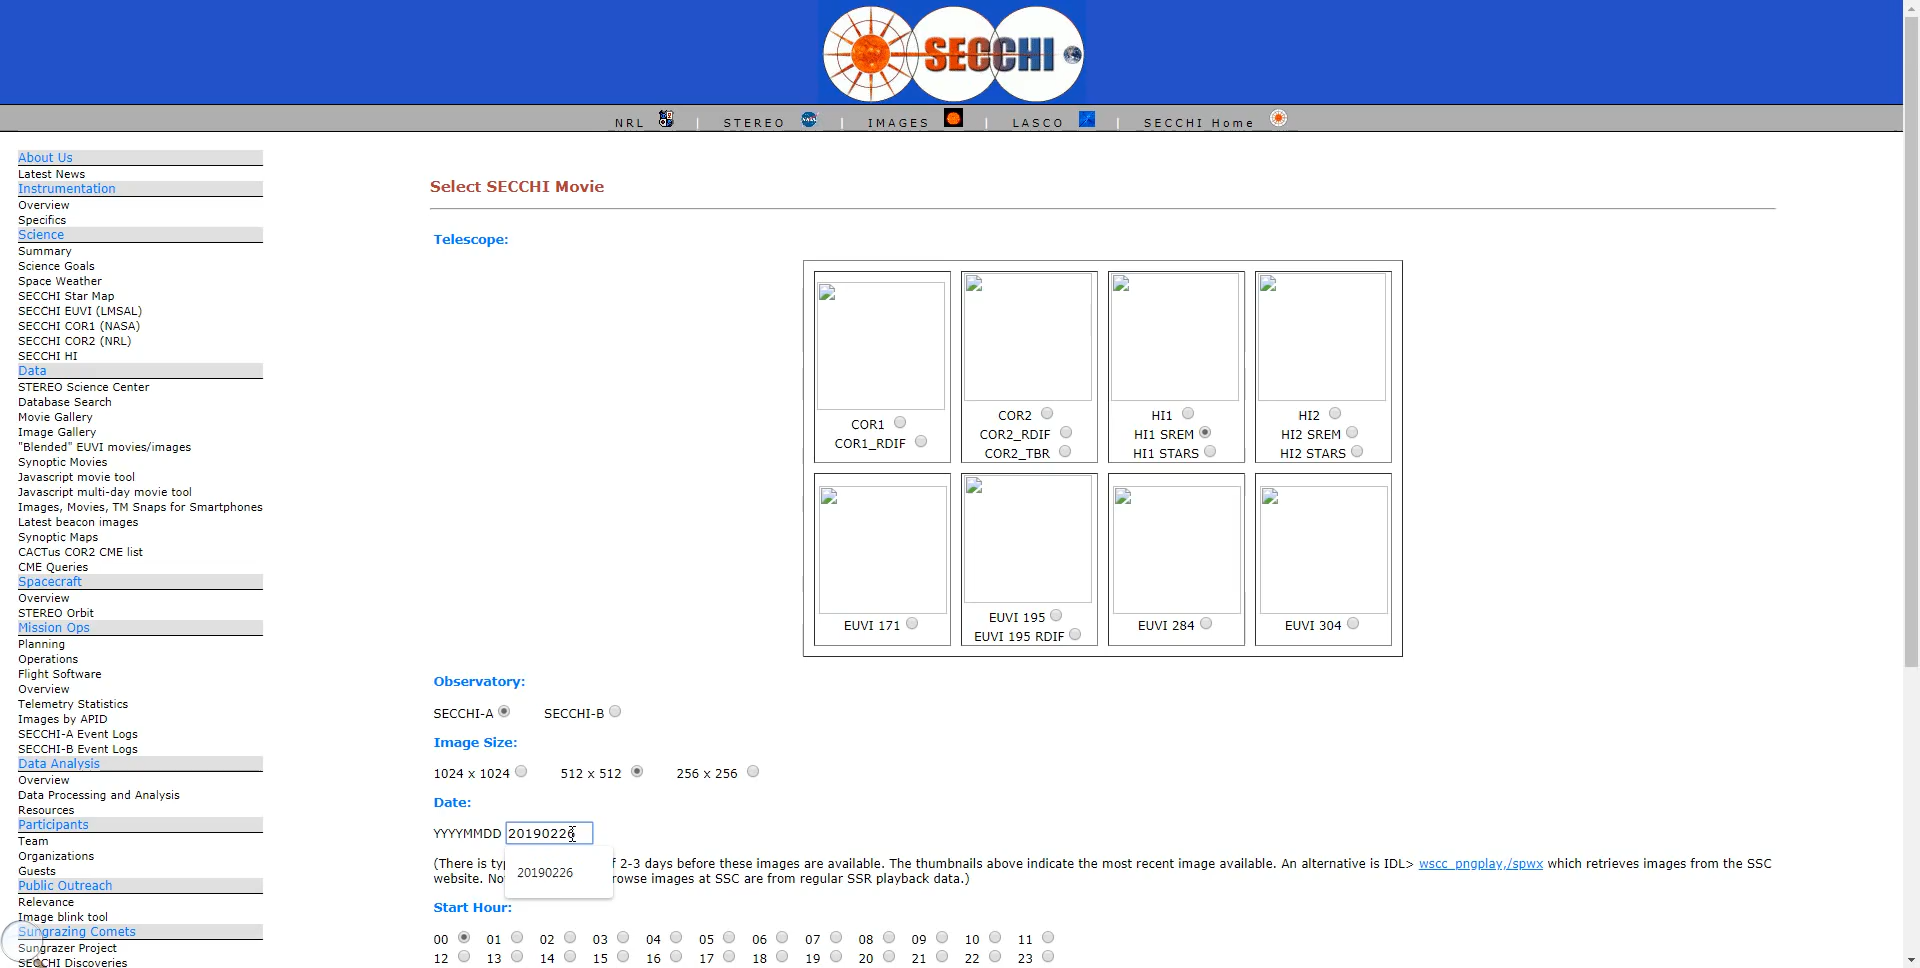 SECCHI
NRL | STEREO | IMAGES | LASCO | SECCHI Home
About Us
Latest News
Instrumentation
Overview
Specifics
Science
Summary
Science Goals
Space Weather
SECCHI Star Map
SECCHI EUVI (LMSAL)
SECCHI COR1 (NASA)
SECCHI COR2 (NRL)
SECCHI HI
Data
STEREO Science Center
Database Search
Movie Gallery
Image Gallery
"Blended" EUVI movies/images
Synoptic Movies
Javascript movie tool
Javascript multi-day movie tool
Images, Movies, TM Snaps for Smartphones
Latest beacon images
Synoptic Maps
CACTus COR2 CME list
CME Queries
Spacecraft
Overview
STEREO Orbit
Mission Ops
Planning
Operations
Flight Software
Overview
Telemetry Statistics
Images by APID
SECCHI-A Event Logs
SECCHI-B Event Logs
Data Analysis
Overview
Data Processing and Analysis
Resources
Participants
Team
Organizations
Guests
Public Outreach
Relevance
Image blink tool
Sungrazing Comets
Sungrazer Project
SECCHI Discoveries
Select SECCHI Movie
Telescope:
COR1
COR1_RDIF
COR2
COR2_RDIF
COR2_TBR
HI1
HI1 SREM
HI1 STARS
HI2
HI2 SREM
HI2 STARS
EUVI 171
EUVI 195
EUVI 195 RDIF
EUVI 284
EUVI 304
Observatory:
SECCHI-A SECCHI-B
Image Size:
1024 x 1024 512 x 512 256 x 256
Date:
YYYYMMDD 20190226
20190226
(There is f 2-3 days before these images are available. The thumbnails above indicate the most recent image available. An alternative is IDL> wscc_pngplay,/spwx which retrieves images from the SSC
website. rowse images at SSC are from regular SSR playback data.)
Start Hour:
00 01 02 03 04 05 06 07 08 09 10 11
12 13 14 15 16 17 18 19 20 21 22 23